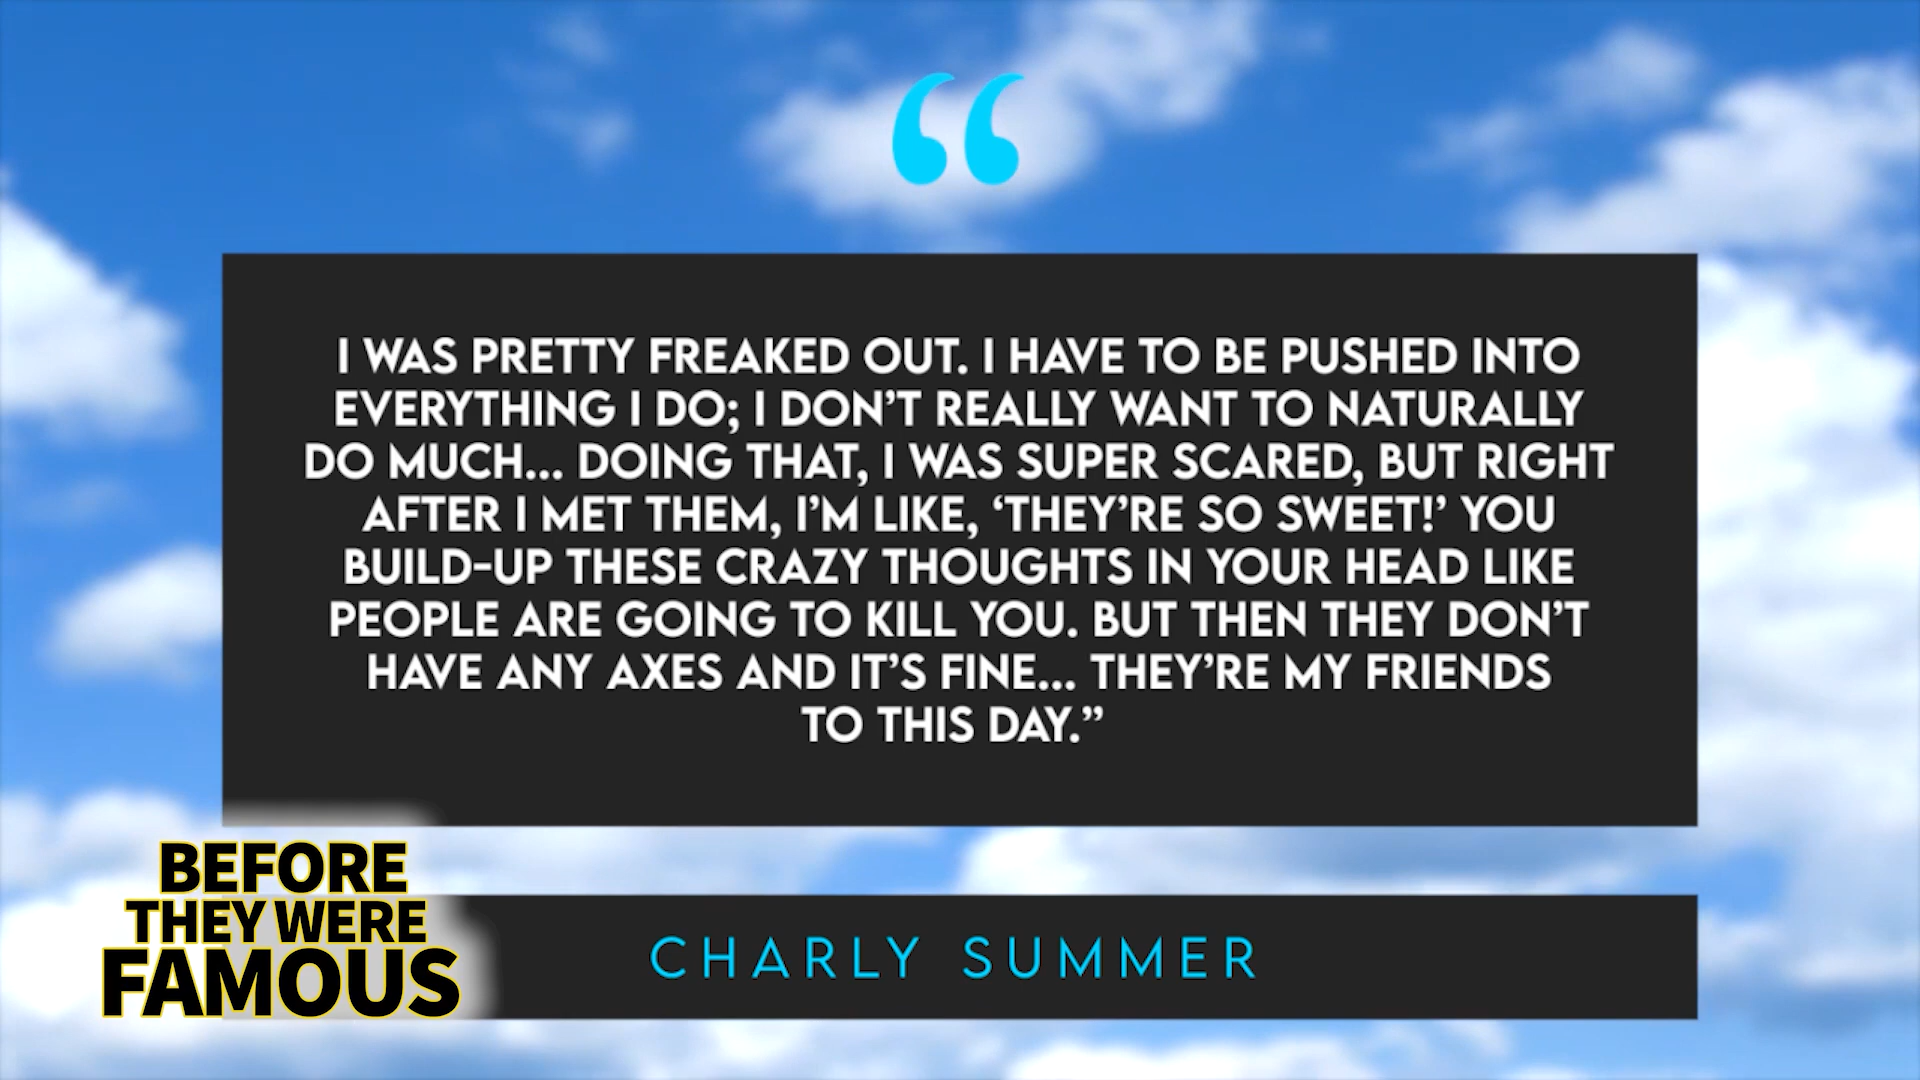 “
I WAS PRETTY FREAKED OUT. I HAVE TO BE PUSHED INTO
EVERYTHING I DO; I DON’T REALLY WANT TO NATURALLY
DO MUCH... DOING THAT, I WAS SUPER SCARED, BUT RIGHT
AFTER I MET THEM, I’M LIKE, ‘THEY’RE SO SWEET!’ YOU
BUILD-UP THESE CRAZY THOUGHTS IN YOUR HEAD LIKE
PEOPLE ARE GOING TO KILL YOU. BUT THEN THEY DON’T
HAVE ANY AXES AND IT’S FINE... THEY’RE MY FRIENDS
TO THIS DAY.”
BEFORE
THEY WERE
FAMOUS
CHARLY SUMMER